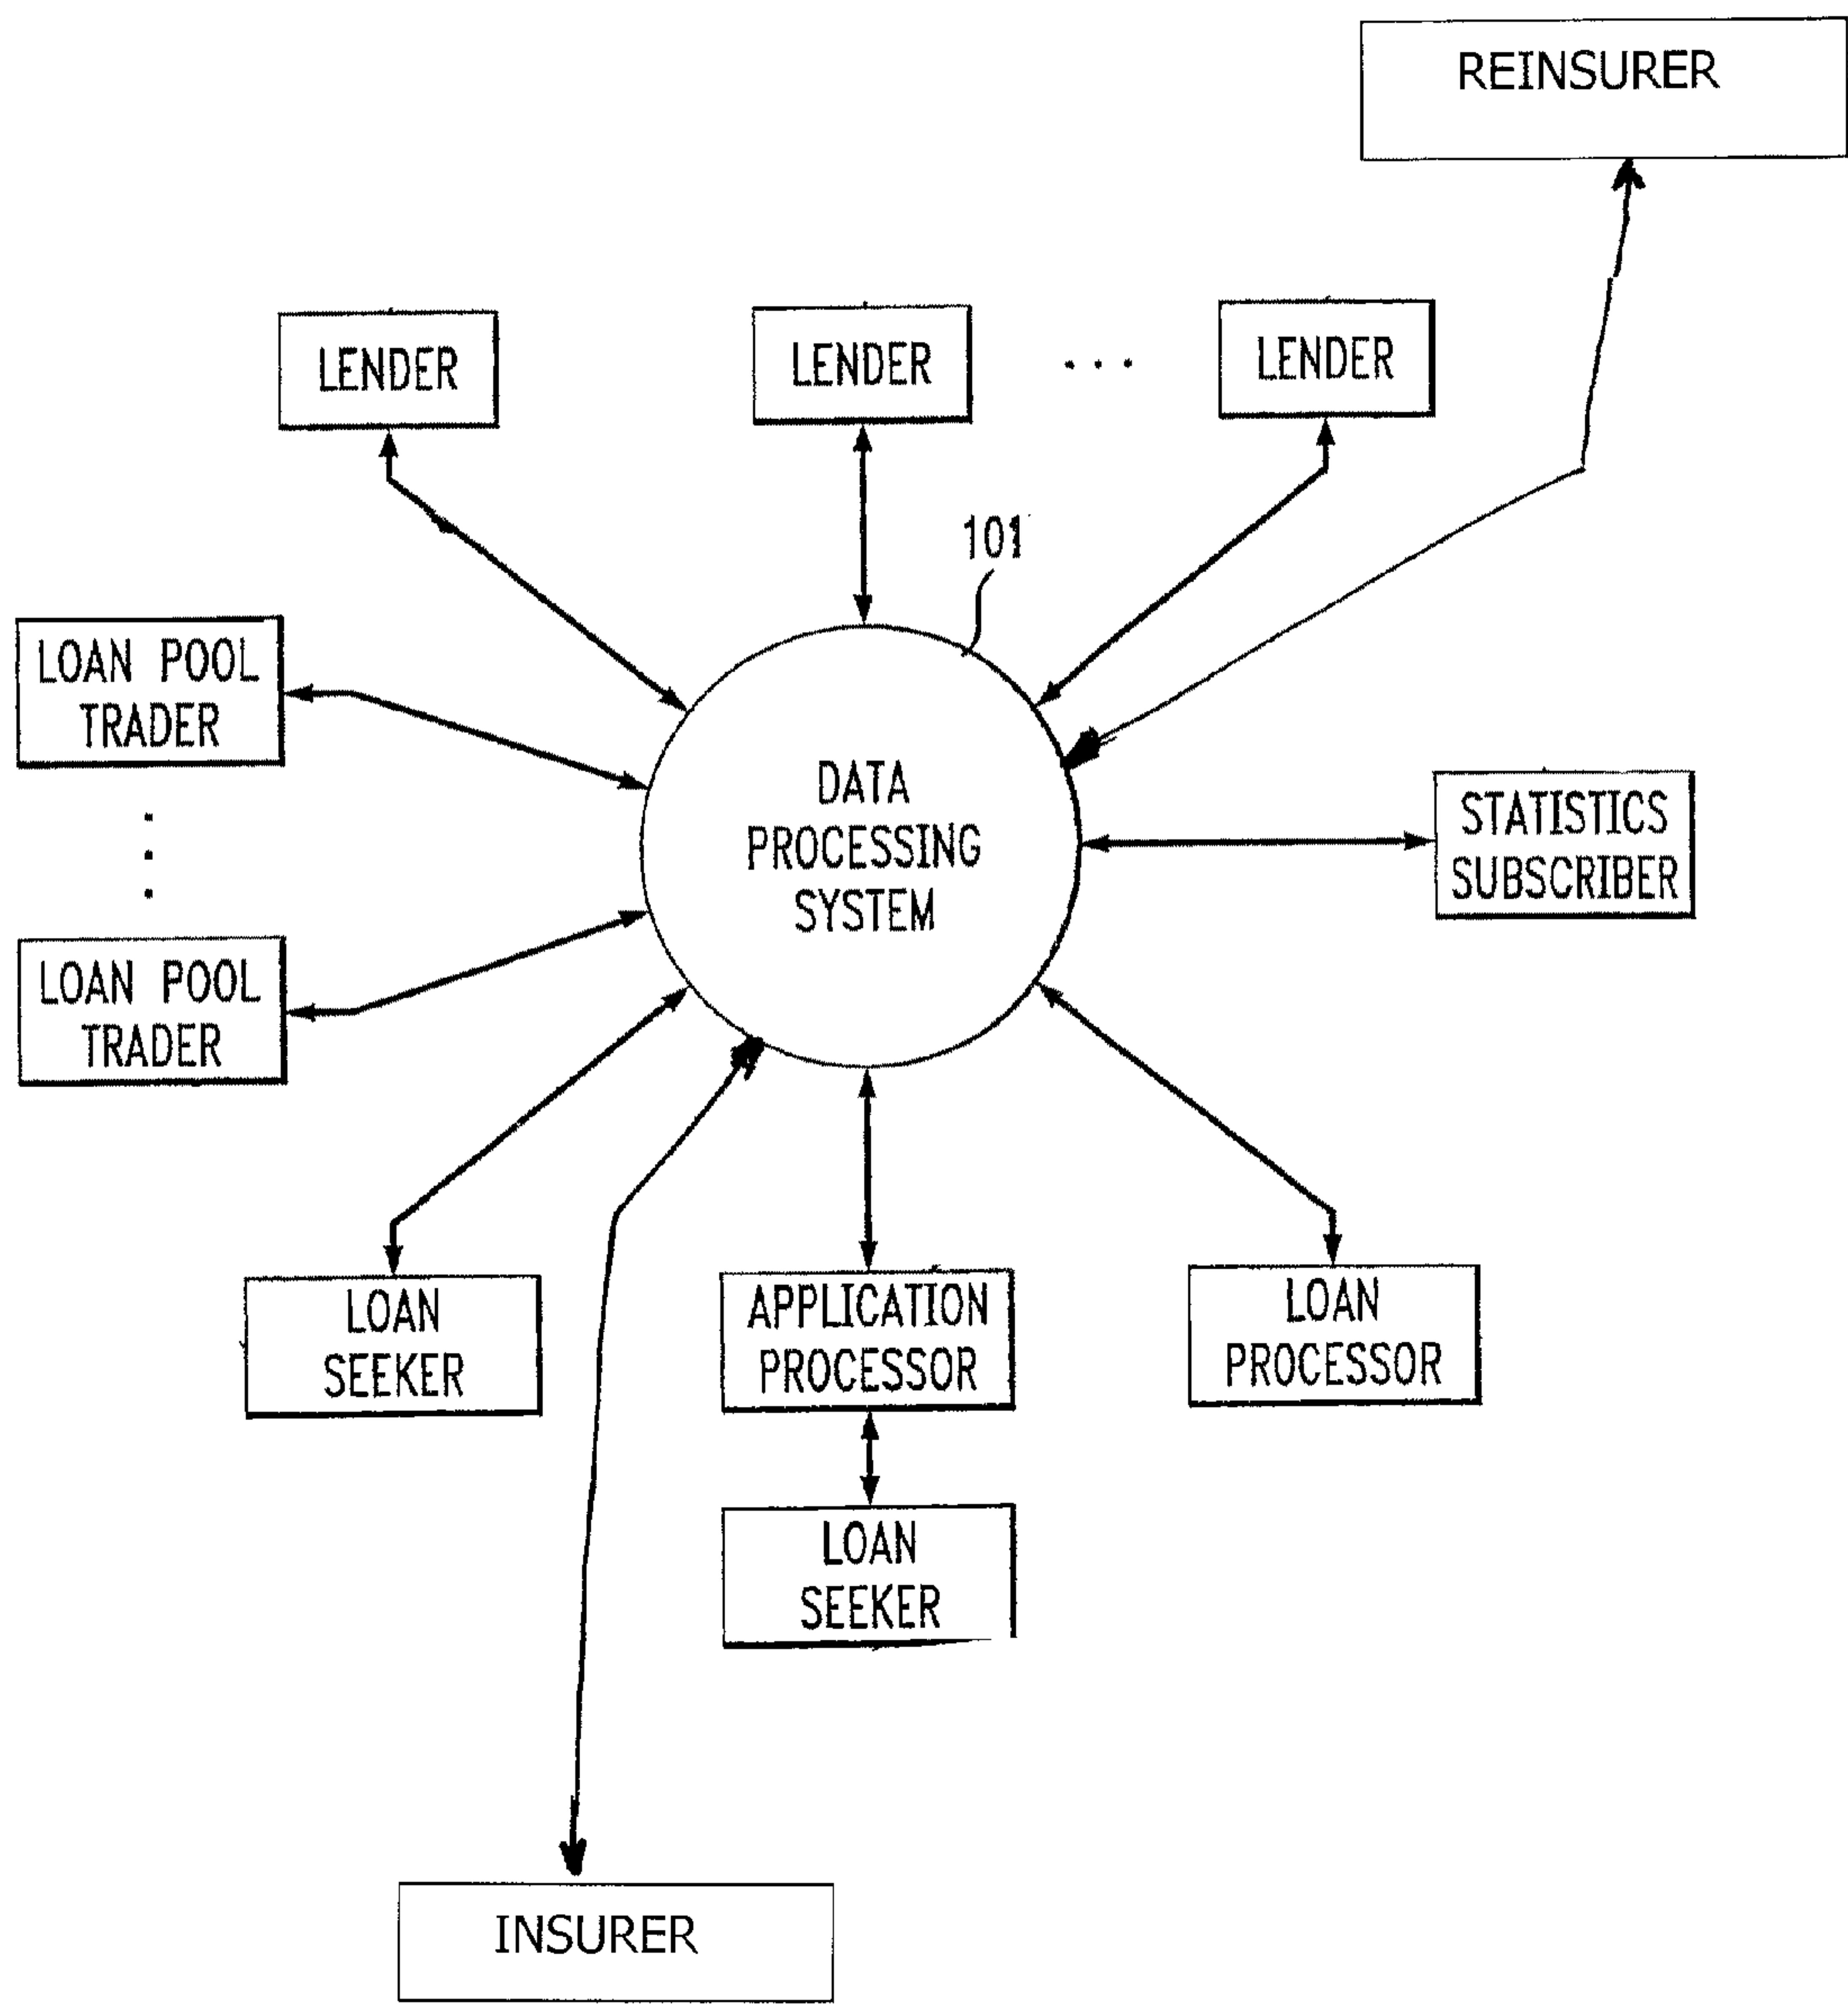 REINSURER
LENDER
LENDER
. . .
LENDER
101
LOAN POOL
TRADER
DATA
PROCESSING
SYSTEM
STATISTICS
SUBSCRIBER
LOAN POOL
TRADER
LOAN
SEEKER
APPLICATION
PROCESSOR
LOAN
PROCESSOR
LOAN
SEEKER
INSURER